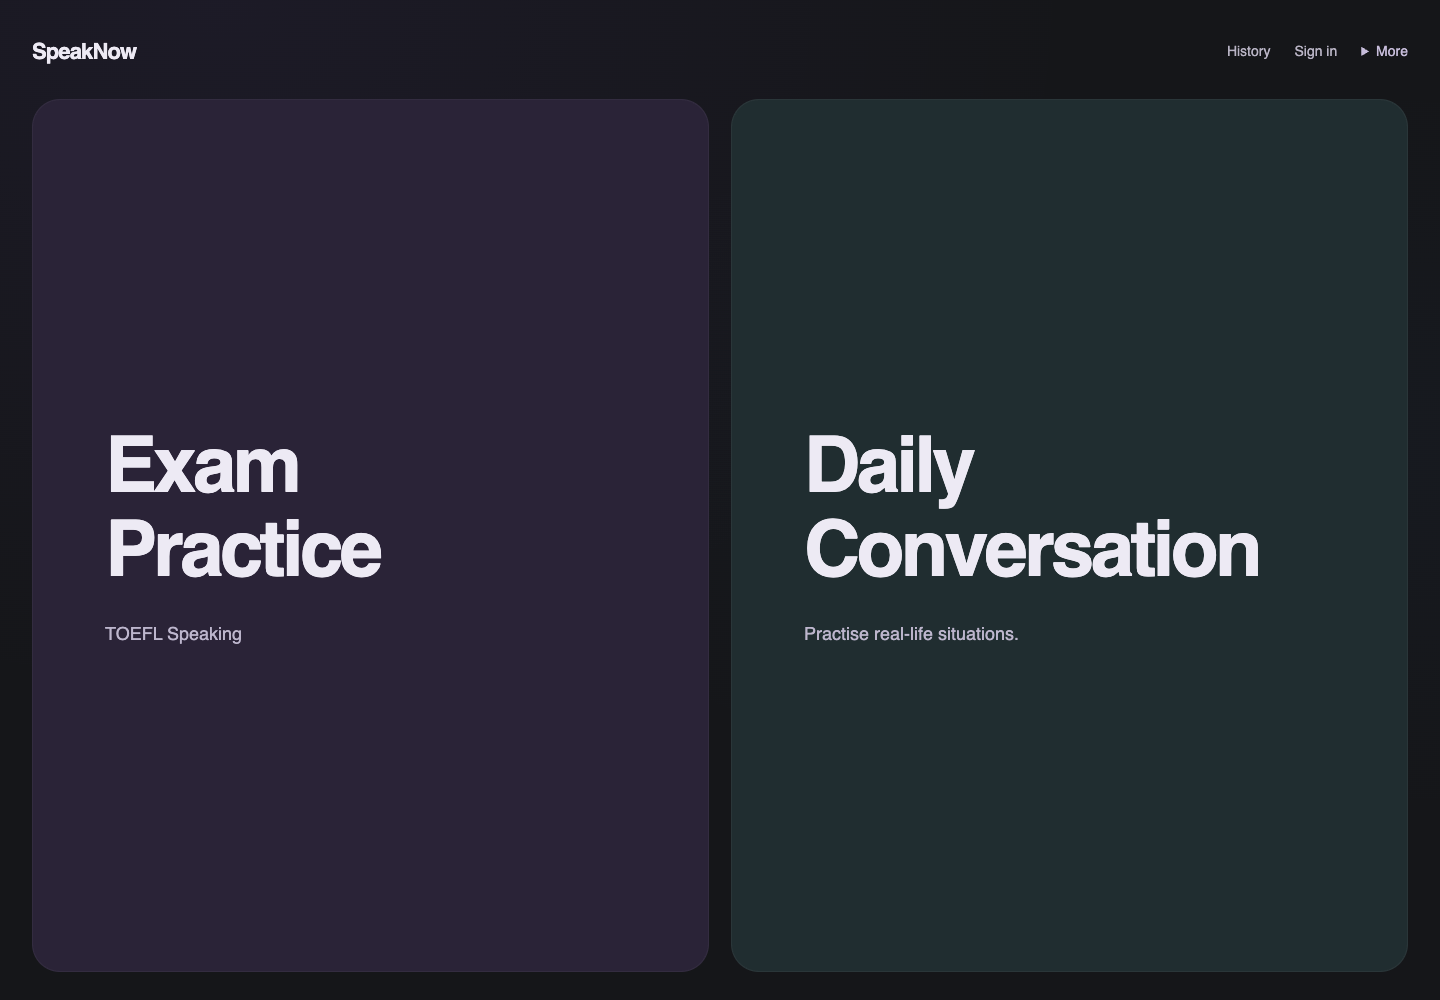 SpeakNow
History
Sign in
More
Exam
Practice
TOEFL Speaking
Daily
Conversation
Practise real-life situations.